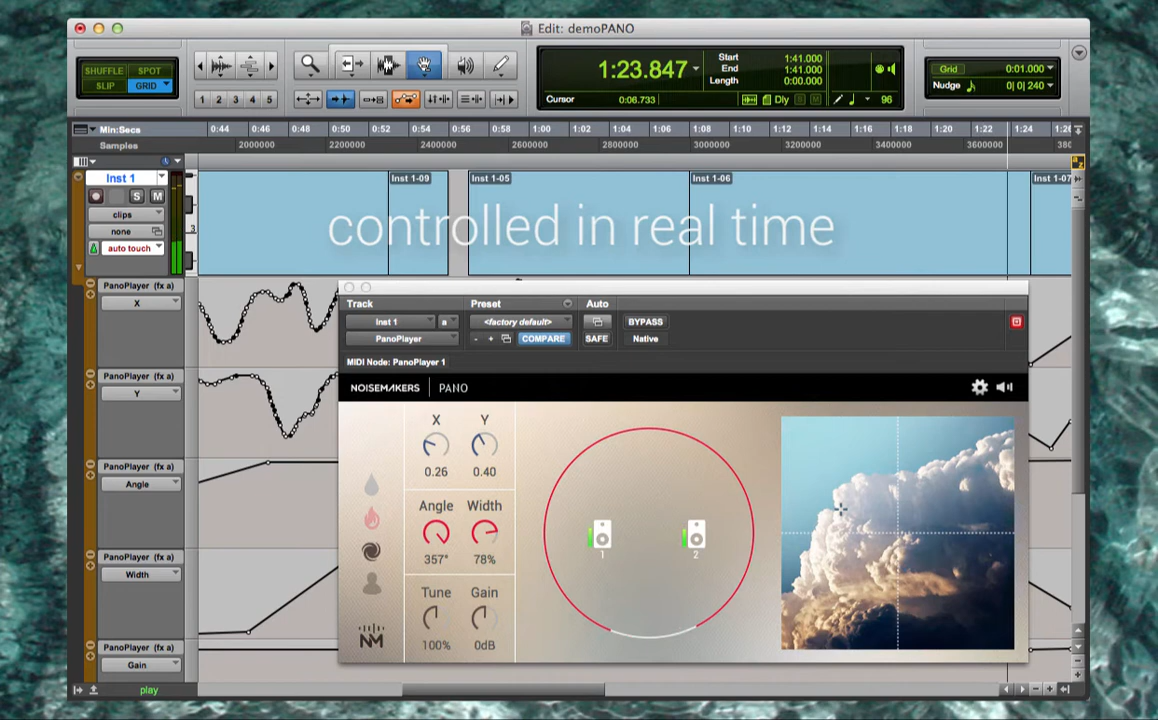 Edit: demoPANO
SHUFFLE SPOT
SLIP GRID
1 2 3 4 5
1:23.847
Start 1:41.000
End 1:41.000
Length 0:00.000
Cursor 0:06.733
Dly S M 96
Grid 0:01.000
Nudge 0| 0| 240
Min:Secs 0:44 0:46 0:48 0:50 0:52 0:54 0:56 0:58 1:00 1:02 1:04 1:06 1:08 1:10 1:12 1:14 1:16 1:18 1:20 1:22 1:24 1:26
Samples 2000000 2200000 2400000 2600000 2800000 3000000 3200000 3400000 3600000 380
a z
Inst 1
S M
clips
none
auto touch
3
Inst 1-09 Inst 1-05 Inst 1-06 Inst 1-07
controlled in real time
PanoPlayer (fx a)
X
PanoPlayer (fx a)
Y
PanoPlayer (fx a)
Angle
PanoPlayer (fx a)
Width
PanoPlayer (fx a)
Gain
play
Track Preset Auto
Inst 1 a <factory default> BYPASS
PanoPlayer - + COMPARE SAFE Native
MIDI Node: PanoPlayer 1
NOISEMAKERS PANO
X Y
0.26 0.40
Angle Width
357° 78%
Tune Gain
100% 0dB
NM
1 2